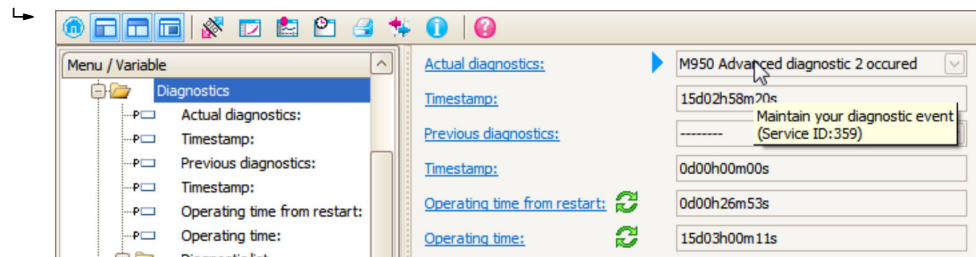 Menu / Variable
Diagnostics
Actual diagnostics:
Timestamp:
Previous diagnostics:
Timestamp:
Operating time from restart:
Operating time:
Actual diagnostics:
M950 Advanced diagnostic 2 occured
Timestamp:
15d02h58m20s
Maintain your diagnostic event
(Service ID:359)
Previous diagnostics:
--------
Timestamp:
0d00h00m00s
Operating time from restart:
0d00h26m53s
Operating time:
15d03h00m11s